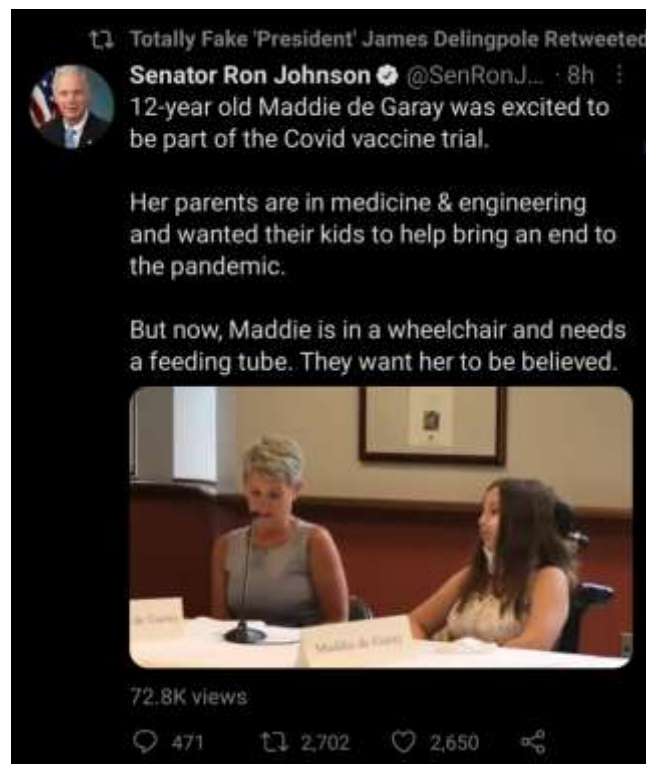 Totally Fake 'President' James Delingpole Retweeted
Senator Ron Johnson @SenRonJ... · 8h
12-year old Maddie de Garay was excited to
be part of the Covid vaccine trial.
Her parents are in medicine & engineering
and wanted their kids to help bring an end to
the pandemic.
But now, Maddie is in a wheelchair and needs
a feeding tube. They want her to be believed.
de Garay
Maddie de Garay
72.8K views
471 2,702 2,650